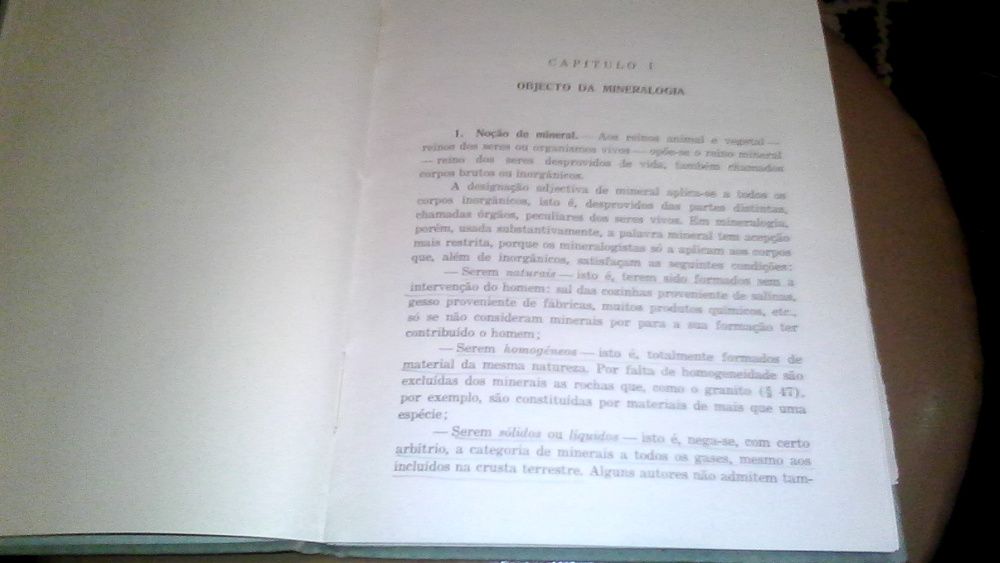 CAPÍTULO I
OBJECTO DA MINERALOGIA
1. Noção de mineral. — Aos reinos animal e vegetal —
reinos dos seres ou organismos vivos — opõe-se o reino mineral
— reino dos seres desprovidos de vida, também chamados
corpos brutos ou inorgânicos.
A designação adjectiva de mineral aplica-se a todos os
corpos inorgânicos, isto é, desprovidos das partes distintas,
chamadas órgãos, peculiares dos seres vivos. Em mineralogia,
porém, usada substantivamente, a palavra mineral tem acepção
mais restrita, porque os mineralogistas só a aplicam aos corpos
que, além de inorgânicos, satisfaçam as seguintes condições:
— Serem naturais — isto é, terem sido formados sem a
intervenção do homem: sal das cozinhas proveniente de salinas,
gesso proveniente de fábricas, muitos produtos químicos, etc.,
só se não consideram minerais por para a sua formação ter
contribuído o homem;
— Serem homogéneos — isto é, totalmente formados de
material da mesma natureza. Por falta de homogeneidade são
excluídas dos minerais as rochas que, como o granito (§ 47),
por exemplo, são constituídas por materiais de mais que uma
espécie;
— Serem sólidos ou líquidos — isto é, nega-se, com certo
arbítrio, a categoria de minerais a todos os gases, mesmo aos
incluídos na crusta terrestre. Alguns autores não admitem tam-